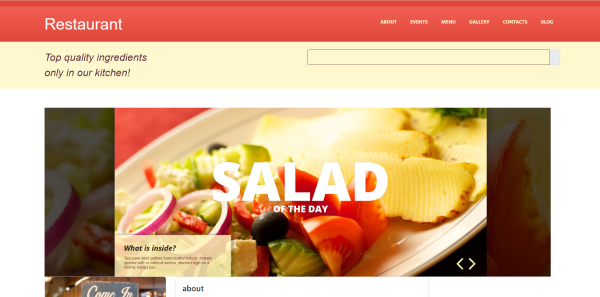 Restaurant
ABOUT EVENTS MENU GALLERY CONTACTS BLOG
Top quality ingredients
only in our kitchen!
SALAD
OF THE DAY
What is inside?
Come In
about